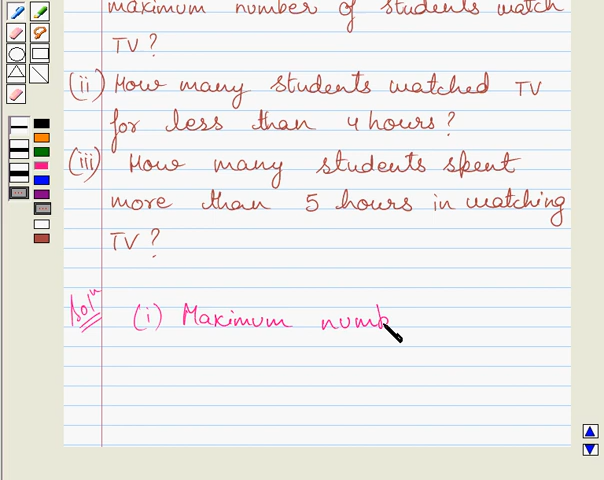 maximum number of students watch
TV?
(ii) How many students watched TV
for less than 4 hours?
(iii) How many students spent
more than 5 hours in watching
TV?
Solⁿ (i) Maximum numb